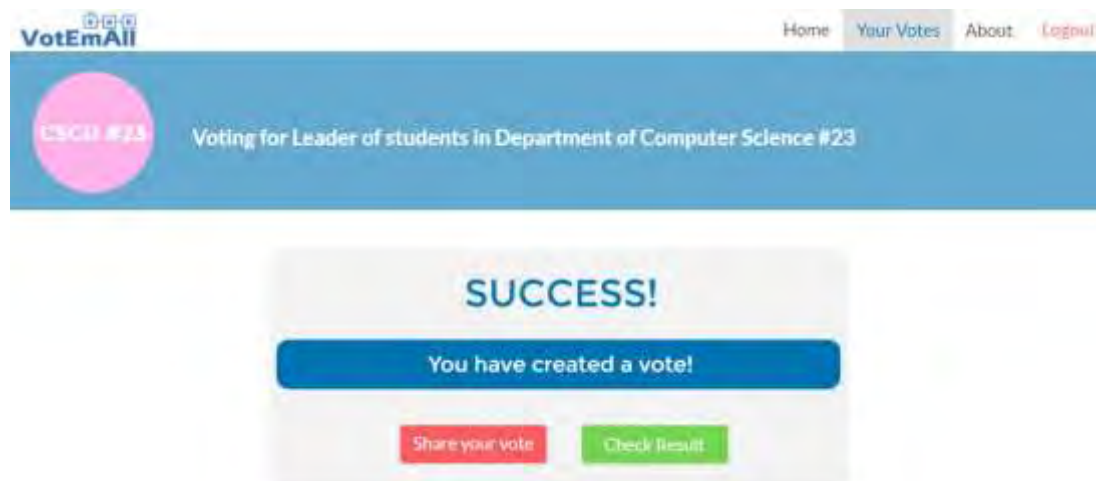 VotEmAll
Home Your Votes About Logout
#23
Voting for Leader of students in Department of Computer Science #23
SUCCESS!
You have created a vote!
Share your vote Check Result